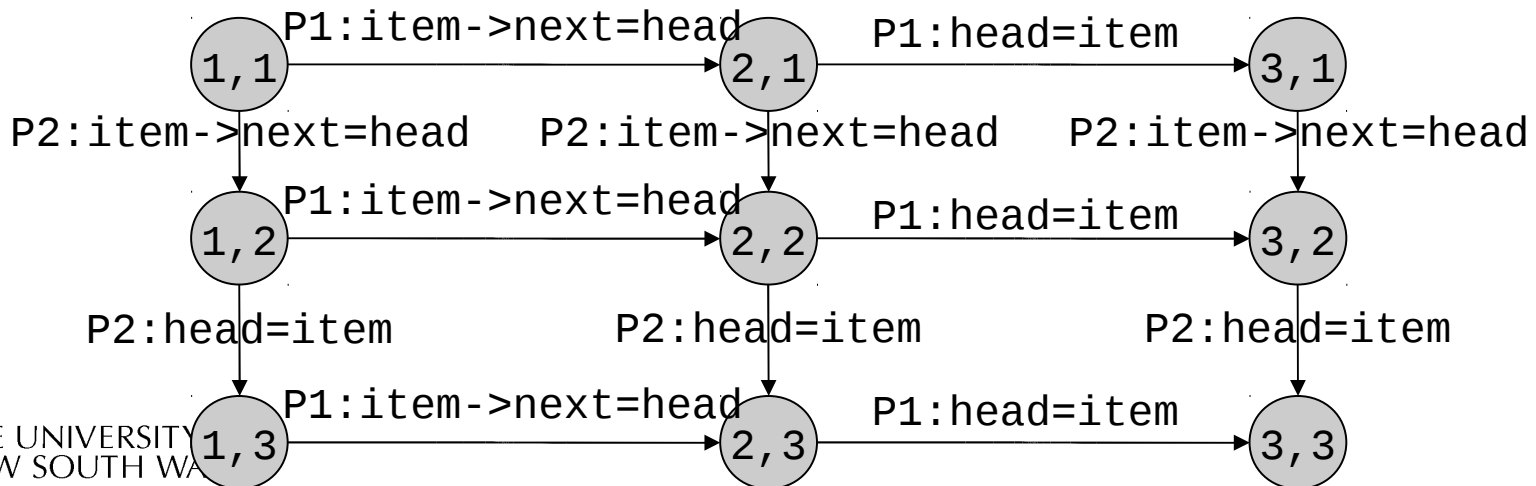 P1:item->next=head P1:head=item
1,1 2,1 3,1
P2:item->next=head P2:item->next=head P2:item->next=head
P1:item->next=head P1:head=item
1,2 2,2 3,2
P2:head=item P2:head=item P2:head=item
P1:item->next=head P1:head=item
1,3 2,3 3,3
UNIVERSITY
SOUTH